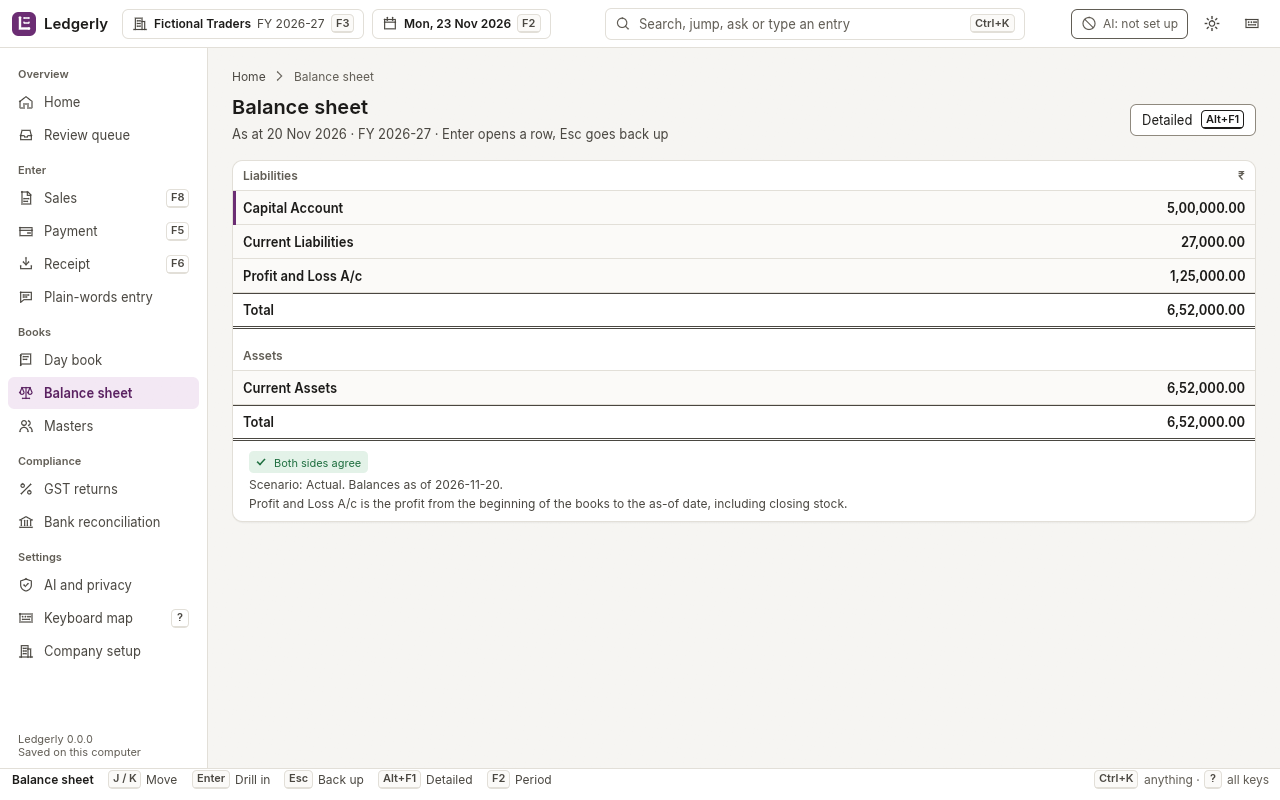 Ledgerly
Fictional Traders FY 2026-27 F3
Mon, 23 Nov 2026 F2
Search, jump, ask or type an entry Ctrl+K
AI: not set up
Overview
Home
Review queue
Enter
Sales F8
Payment F5
Receipt F6
Plain-words entry
Books
Day book
Balance sheet
Masters
Compliance
GST returns
Bank reconciliation
Settings
AI and privacy
Keyboard map ?
Company setup
Ledgerly 0.0.0
Saved on this computer
Home Balance sheet
Balance sheet
As at 20 Nov 2026 · FY 2026-27 · Enter opens a row, Esc goes back up
Detailed Alt+F1
Liabilities ₹
Capital Account 5,00,000.00
Current Liabilities 27,000.00
Profit and Loss A/c 1,25,000.00
Total 6,52,000.00
Assets
Current Assets 6,52,000.00
Total 6,52,000.00
Both sides agree
Scenario: Actual. Balances as of 2026-11-20.
Profit and Loss A/c is the profit from the beginning of the books to the as-of date, including closing stock.
Balance sheet J / K Move Enter Drill in Esc Back up Alt+F1 Detailed F2 Period Ctrl+K anything · ? all keys